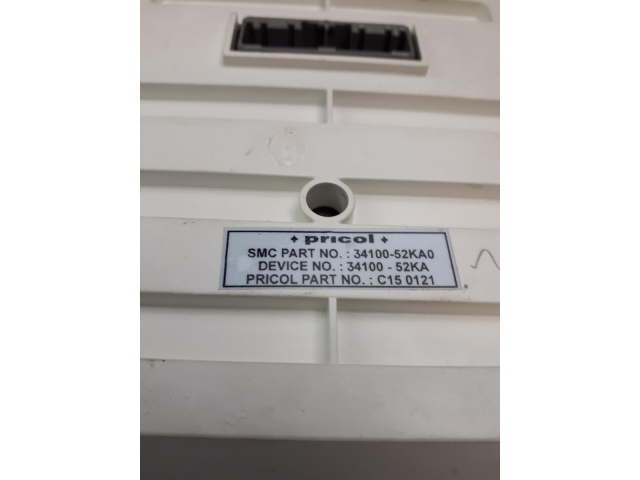 ✦ pricol ✦
SMC PART NO. : 34100-52KA0
DEVICE NO. : 34100 - 52KA
PRICOL PART NO. : C15 0121